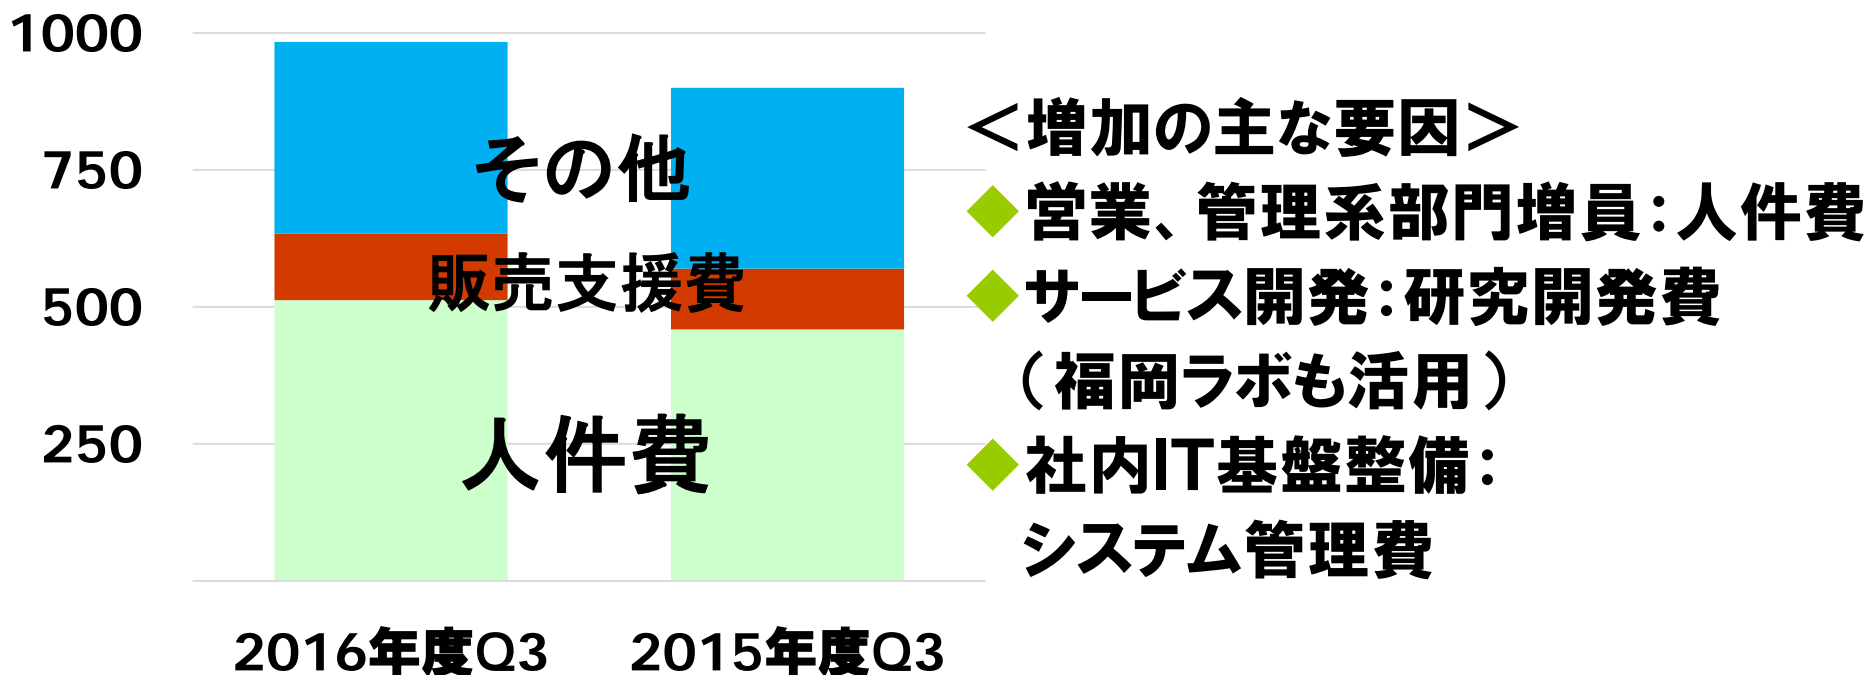 1000
750
500
250
その他
販売支援費
人件費
2016年度Q3
2015年度Q3
＜増加の主な要因＞
◆営業、管理系部門増員：人件費
◆サービス開発：研究開発費
（福岡ラボも活用）
◆社内IT基盤整備：
システム管理費